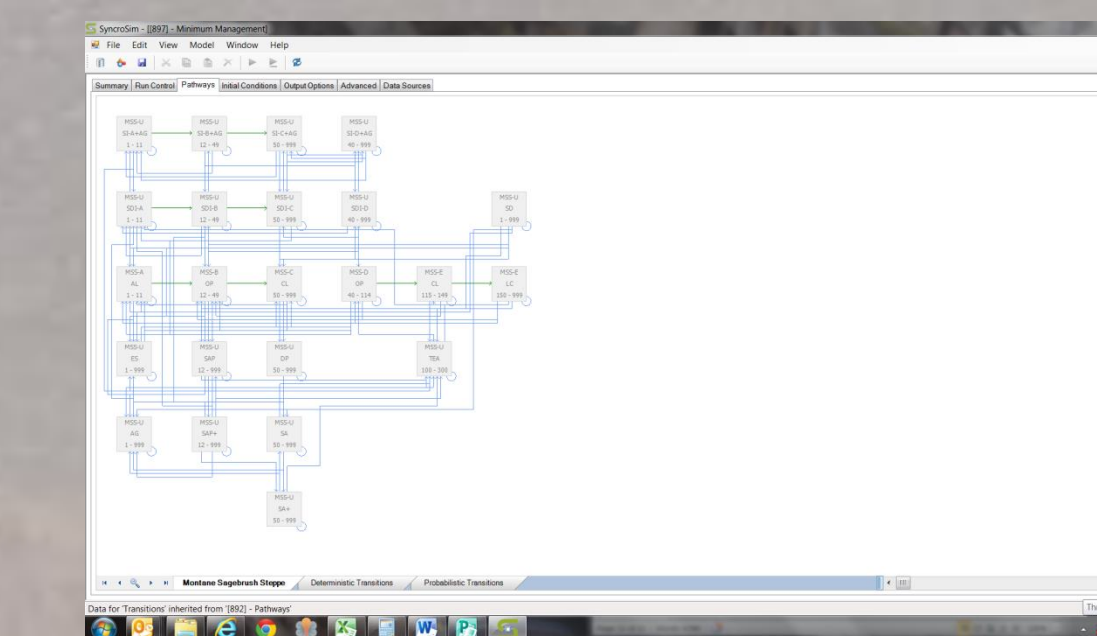 SyncroSim - [[897] - Minimum Management]
File Edit View Model Window Help
Summary Run Control Pathways Initial Conditions Output Options Advanced Data Sources
MSS-U MSS-U MSS-U MSS-U
SI-A+AG SI-B+AG SI-C+AG SI-D+AG
1 - 11 12 - 49 50 - 999 40 - 999
MSS-U MSS-U MSS-U MSS-U MSS-U
SDI-A SDI-B SDI-C SDI-D SD
1 - 11 12 - 49 50 - 999 40 - 999 1 - 999
MSS-A MSS-B MSS-C MSS-D MSS-E MSS-E
AL OP CL OP CL LC
1 - 11 12 - 49 50 - 999 40 - 114 115 - 149 150 - 999
MSS-U MSS-U MSS-U MSS-U
ES SAP DP TEA
1 - 999 12 - 999 50 - 999 100 - 300
MSS-U MSS-U MSS-U
AG SAP+ SA
1 - 999 12 - 999 50 - 999
MSS-U
SA+
50 - 999
Montane Sagebrush Steppe Deterministic Transitions Probabilistic Transitions
Data for 'Transitions' inherited from '[892] - Pathways'